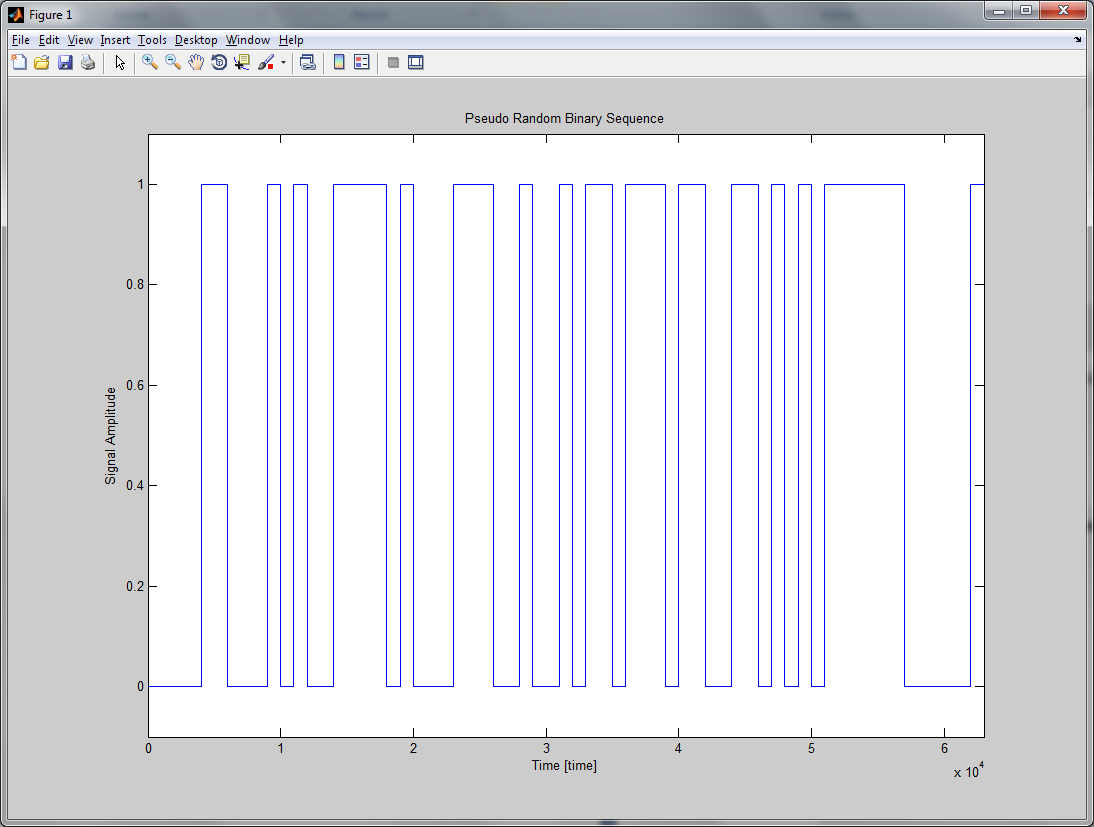 Figure 1
File Edit View Insert Tools Desktop Window Help
Pseudo Random Binary Sequence
1
0.8
0.6
0.4
0.2
0
Signal Amplitude
0 1 2 3 4 5 6
Time [time]
x 10^4